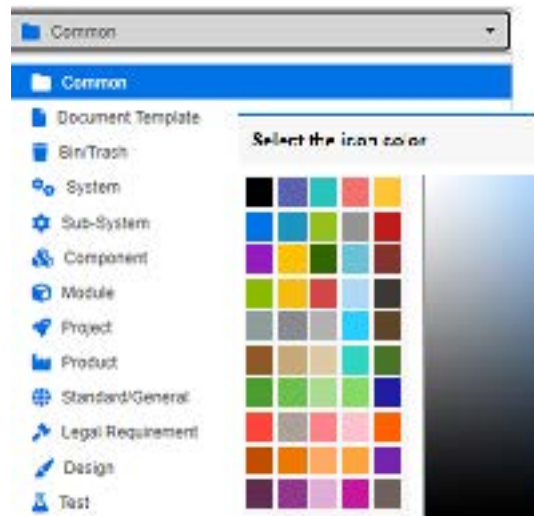 Common
Common
Document Template
Bin/Trash
Select the icon color
System
Sub-System
Component
Module
Project
Product
Standard/General
Legal Requirement
Design
Test